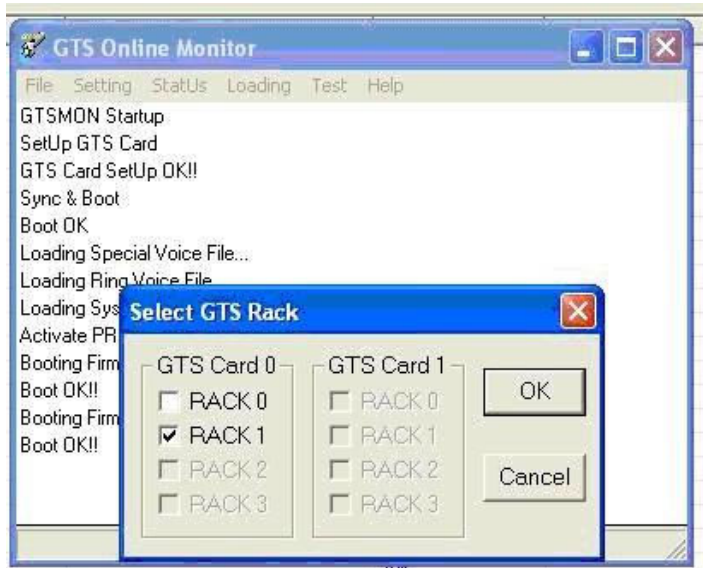 GTS Online Monitor
File Setting StatUs Loading Test Help
GTSMON Startup
SetUp GTS Card
GTS Card SetUp OK!!
Sync & Boot
Boot OK
Loading Special Voice File...
Loading Ring Voice File
Loading Sys
Activate PR
Booting Firm
Boot OK!!
Booting Firm
Boot OK!!
Select GTS Rack
GTS Card 0
RACK 0
RACK 1
RACK 2
RACK 3
GTS Card 1
RACK 0
RACK 1
RACK 2
RACK 3
OK
Cancel